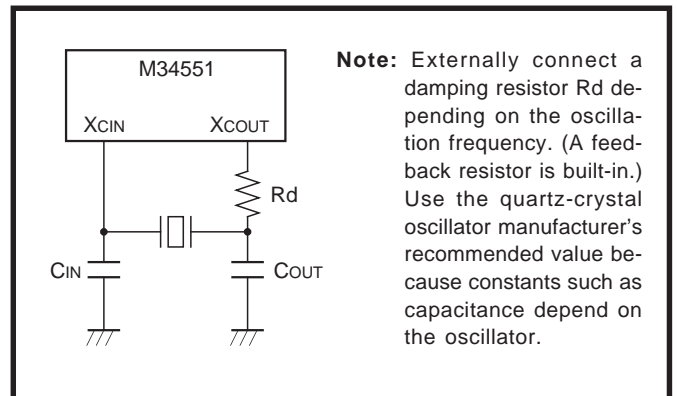 M34551
XCIN
XCOUT
Rd
CIN
COUT
Note: Externally connect a
damping resistor Rd de-
pending on the oscilla-
tion frequency. (A feed-
back resistor is built-in.)
Use the quartz-crystal
oscillator manufacturer's
recommended value be-
cause constants such as
capacitance depend on
the oscillator.